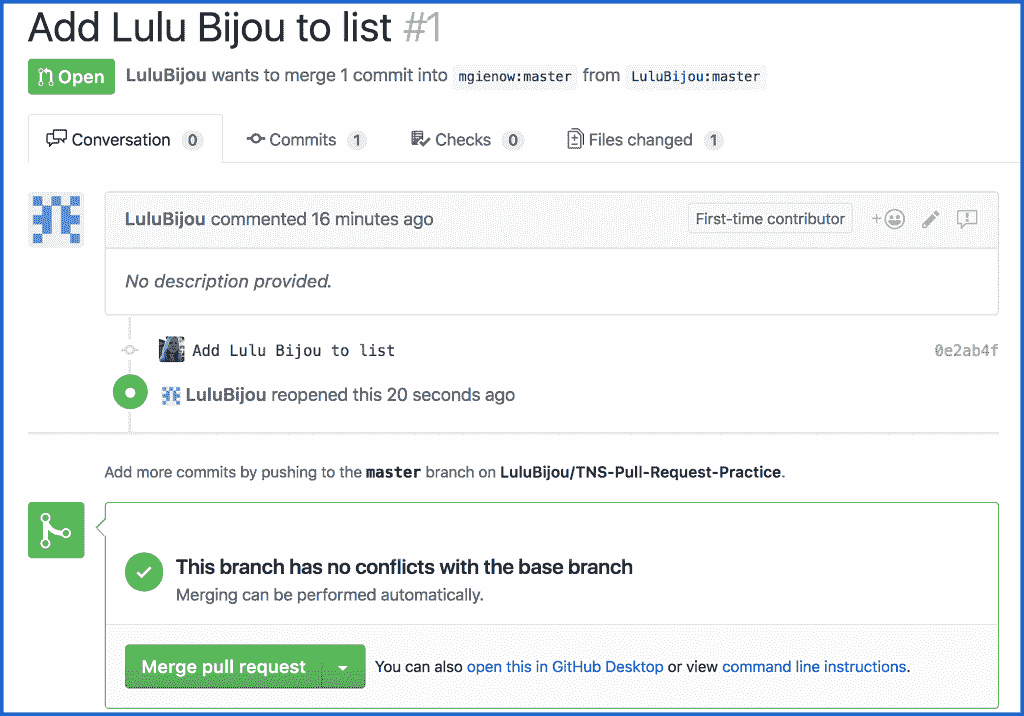 Add Lulu Bijou to list #1
Open LuluBijou wants to merge 1 commit into mgienow:master from LuluBijou:master
Conversation 0 Commits 1 Checks 0 Files changed 1
LuluBijou commented 16 minutes ago First-time contributor +
No description provided.
Add Lulu Bijou to list 0e2ab4f
LuluBijou reopened this 20 seconds ago
Add more commits by pushing to the master branch on LuluBijou/TNS-Pull-Request-Practice.
This branch has no conflicts with the base branch
Merging can be performed automatically.
Merge pull request You can also open this in GitHub Desktop or view command line instructions.